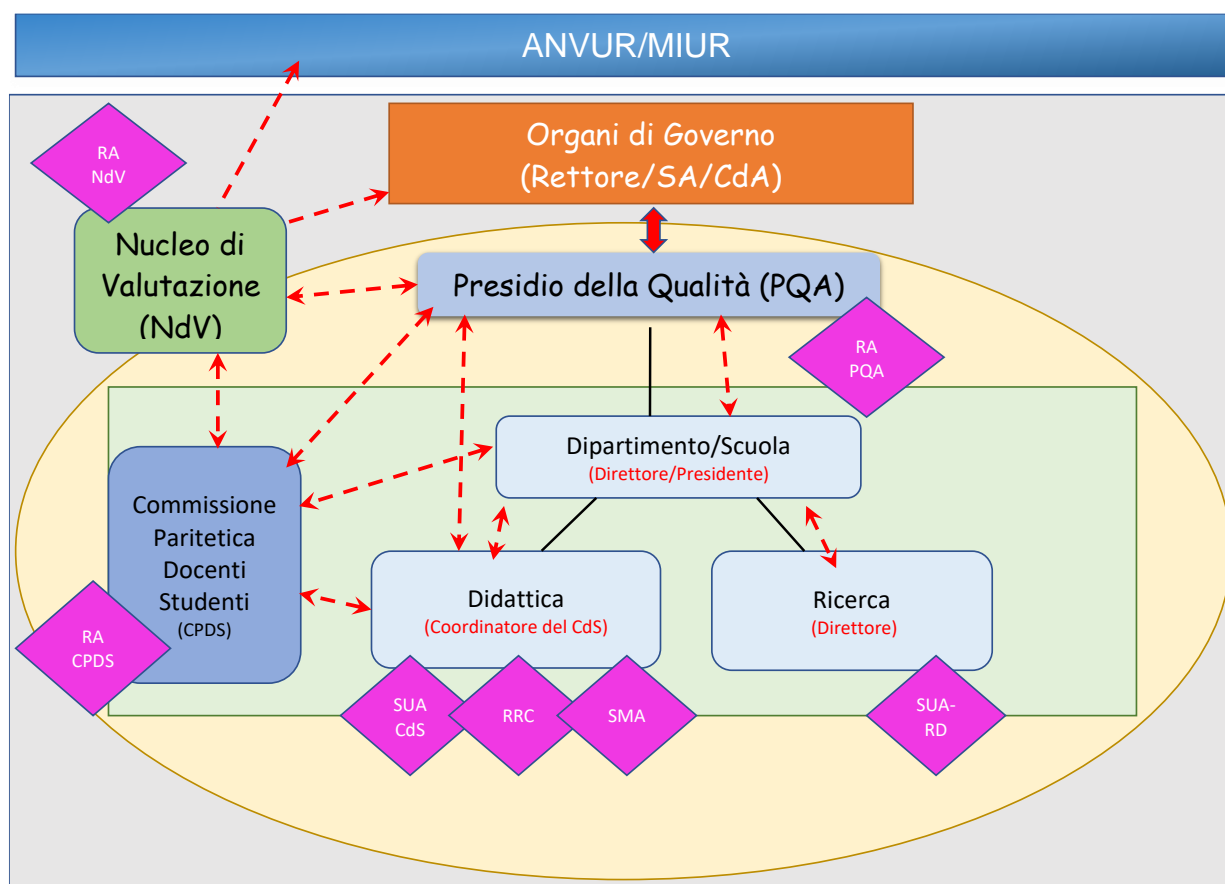 ANVUR/MIUR
Organi di Governo
(Rettore/SA/CdA)
RA
NdV
Nucleo di
Valutazione
(NdV)
Presidio della Qualità (PQA)
RA
PQA
Dipartimento/Scuola
(Direttore/Presidente)
Commissione
Paritetica
Docenti
Studenti
(CPDS)
RA
CPDS
Didattica
(Coordinatore del CdS)
Ricerca
(Direttore)
SUA
CdS
RRC
SMA
SUA-
RD